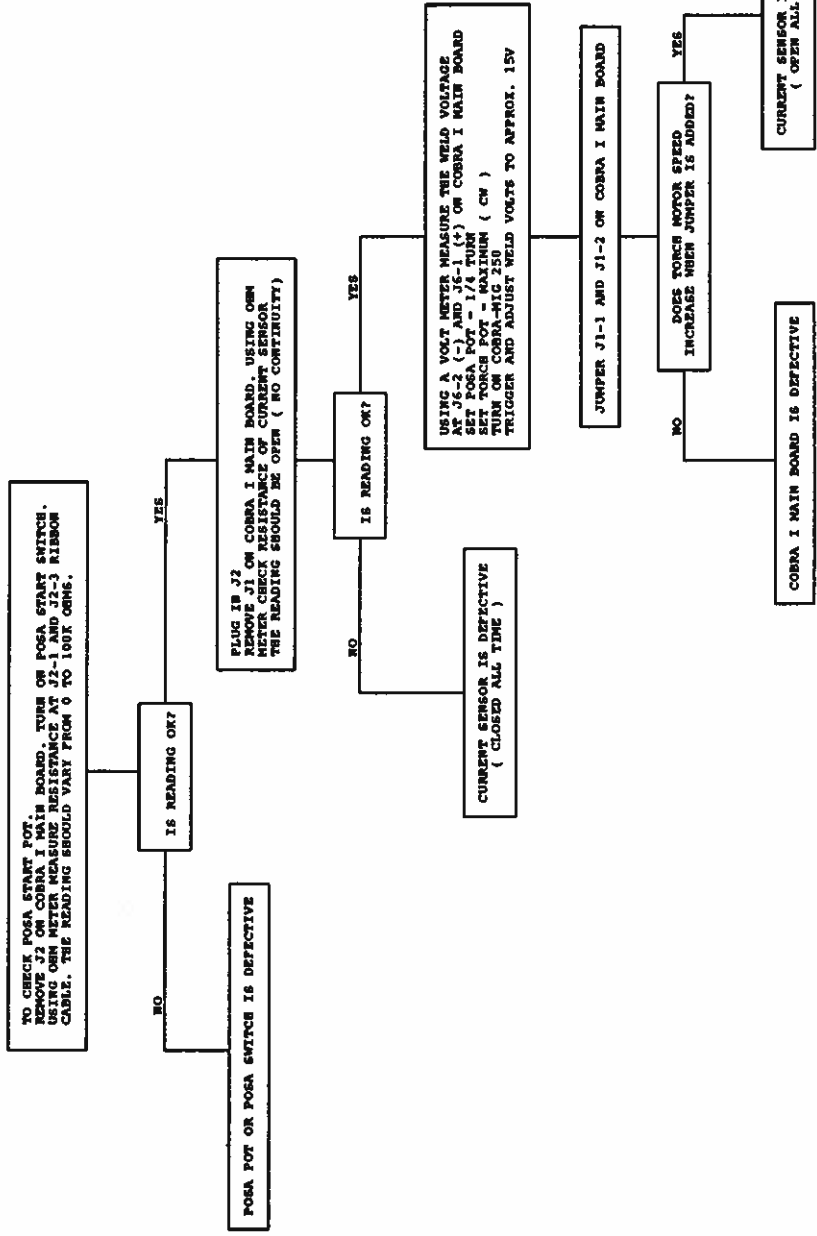 TO CHECK POSA START POT.
REMOVE J2 ON COBRA I MAIN BOARD. TURN ON POSA START SWITCH.
USING OHM METER MEASURE RESISTANCE AT J2-1 AND J2-3 RIBBON
CABLE. THE READING SHOULD VARY FROM 0 TO 100K OHMS.
IS READING OK?
NO
YES
POSA POT OR POSA SWITCH IS DEFECTIVE
PLUG IN J2
REMOVE J1 ON COBRA I MAIN BOARD. USING OHM
METER CHECK RESISTANCE OF CURRENT SENSOR
THE READING SHOULD BE OPEN ( NO CONTINUITY)
IS READING OK?
NO
YES
CURRENT SENSOR IS DEFECTIVE
( CLOSED ALL TIME )
USING A VOLT METER MEASURE THE WELD VOLTAGE
AT J6-2 (-) AND J6-1 (+) ON COBRA I MAIN BOARD
SET POSA POT - 1/4 TURN
SET TORCH POT - MAXIMUM ( CW )
TURN ON COBRA-MIG 250
TRIGGER AND ADJUST WELD VOLTS TO APPROX. 15V
JUMPER J1-1 AND J1-2 ON COBRA I MAIN BOARD
DOES TORCH MOTOR SPEED
INCREASE WHEN JUMPER IS ADDED?
NO
YES
COBRA I MAIN BOARD IS DEFECTIVE
CURRENT SENSOR
( OPEN ALL